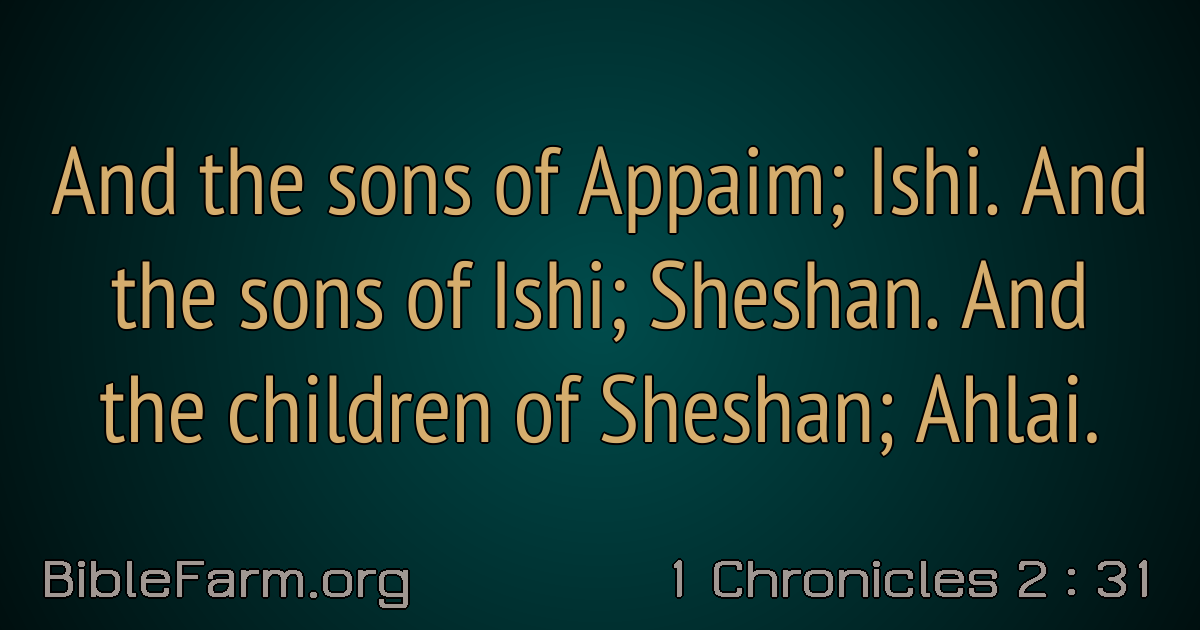 And the sons of Appaim; Ishi. And
the sons of Ishi; Sheshan. And
the children of Sheshan; Ahlai.
BibleFarm.org
1 Chronicles 2 : 31